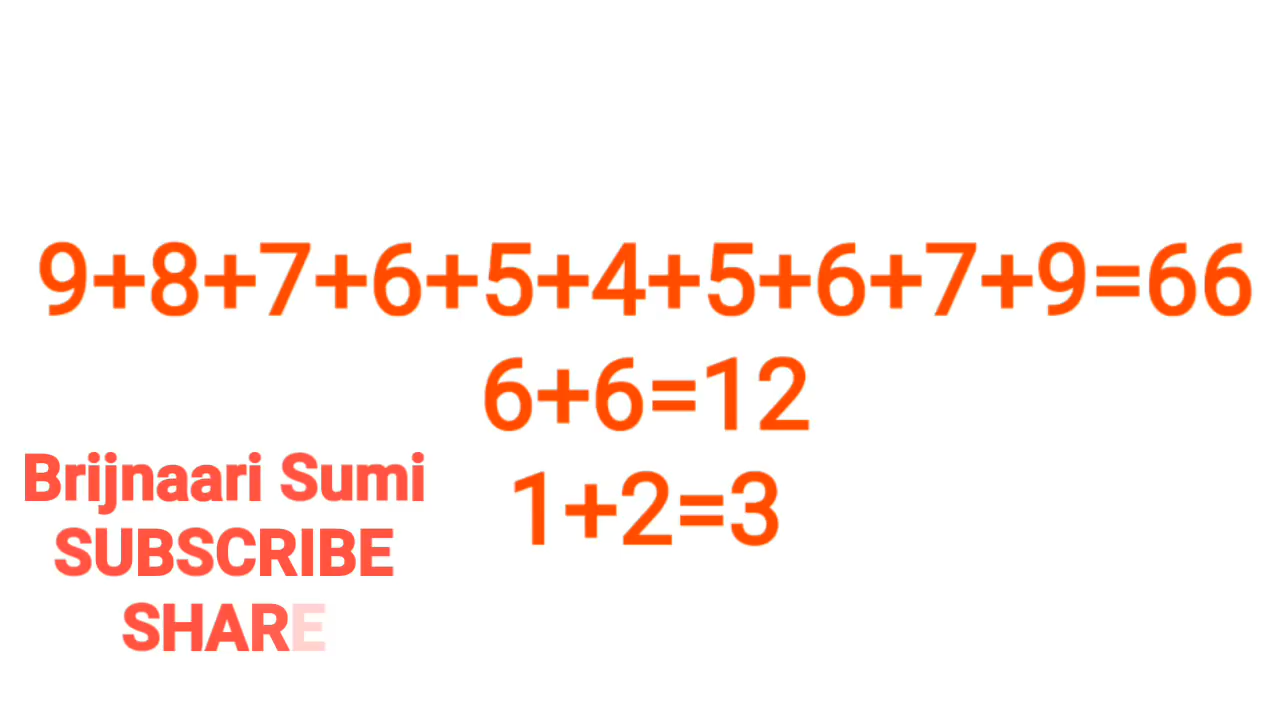 9+8+7+6+5+4+5+6+7+9=66
6+6=12
1+2=3
Brijnaari Sumi
SUBSCRIBE
SHARE